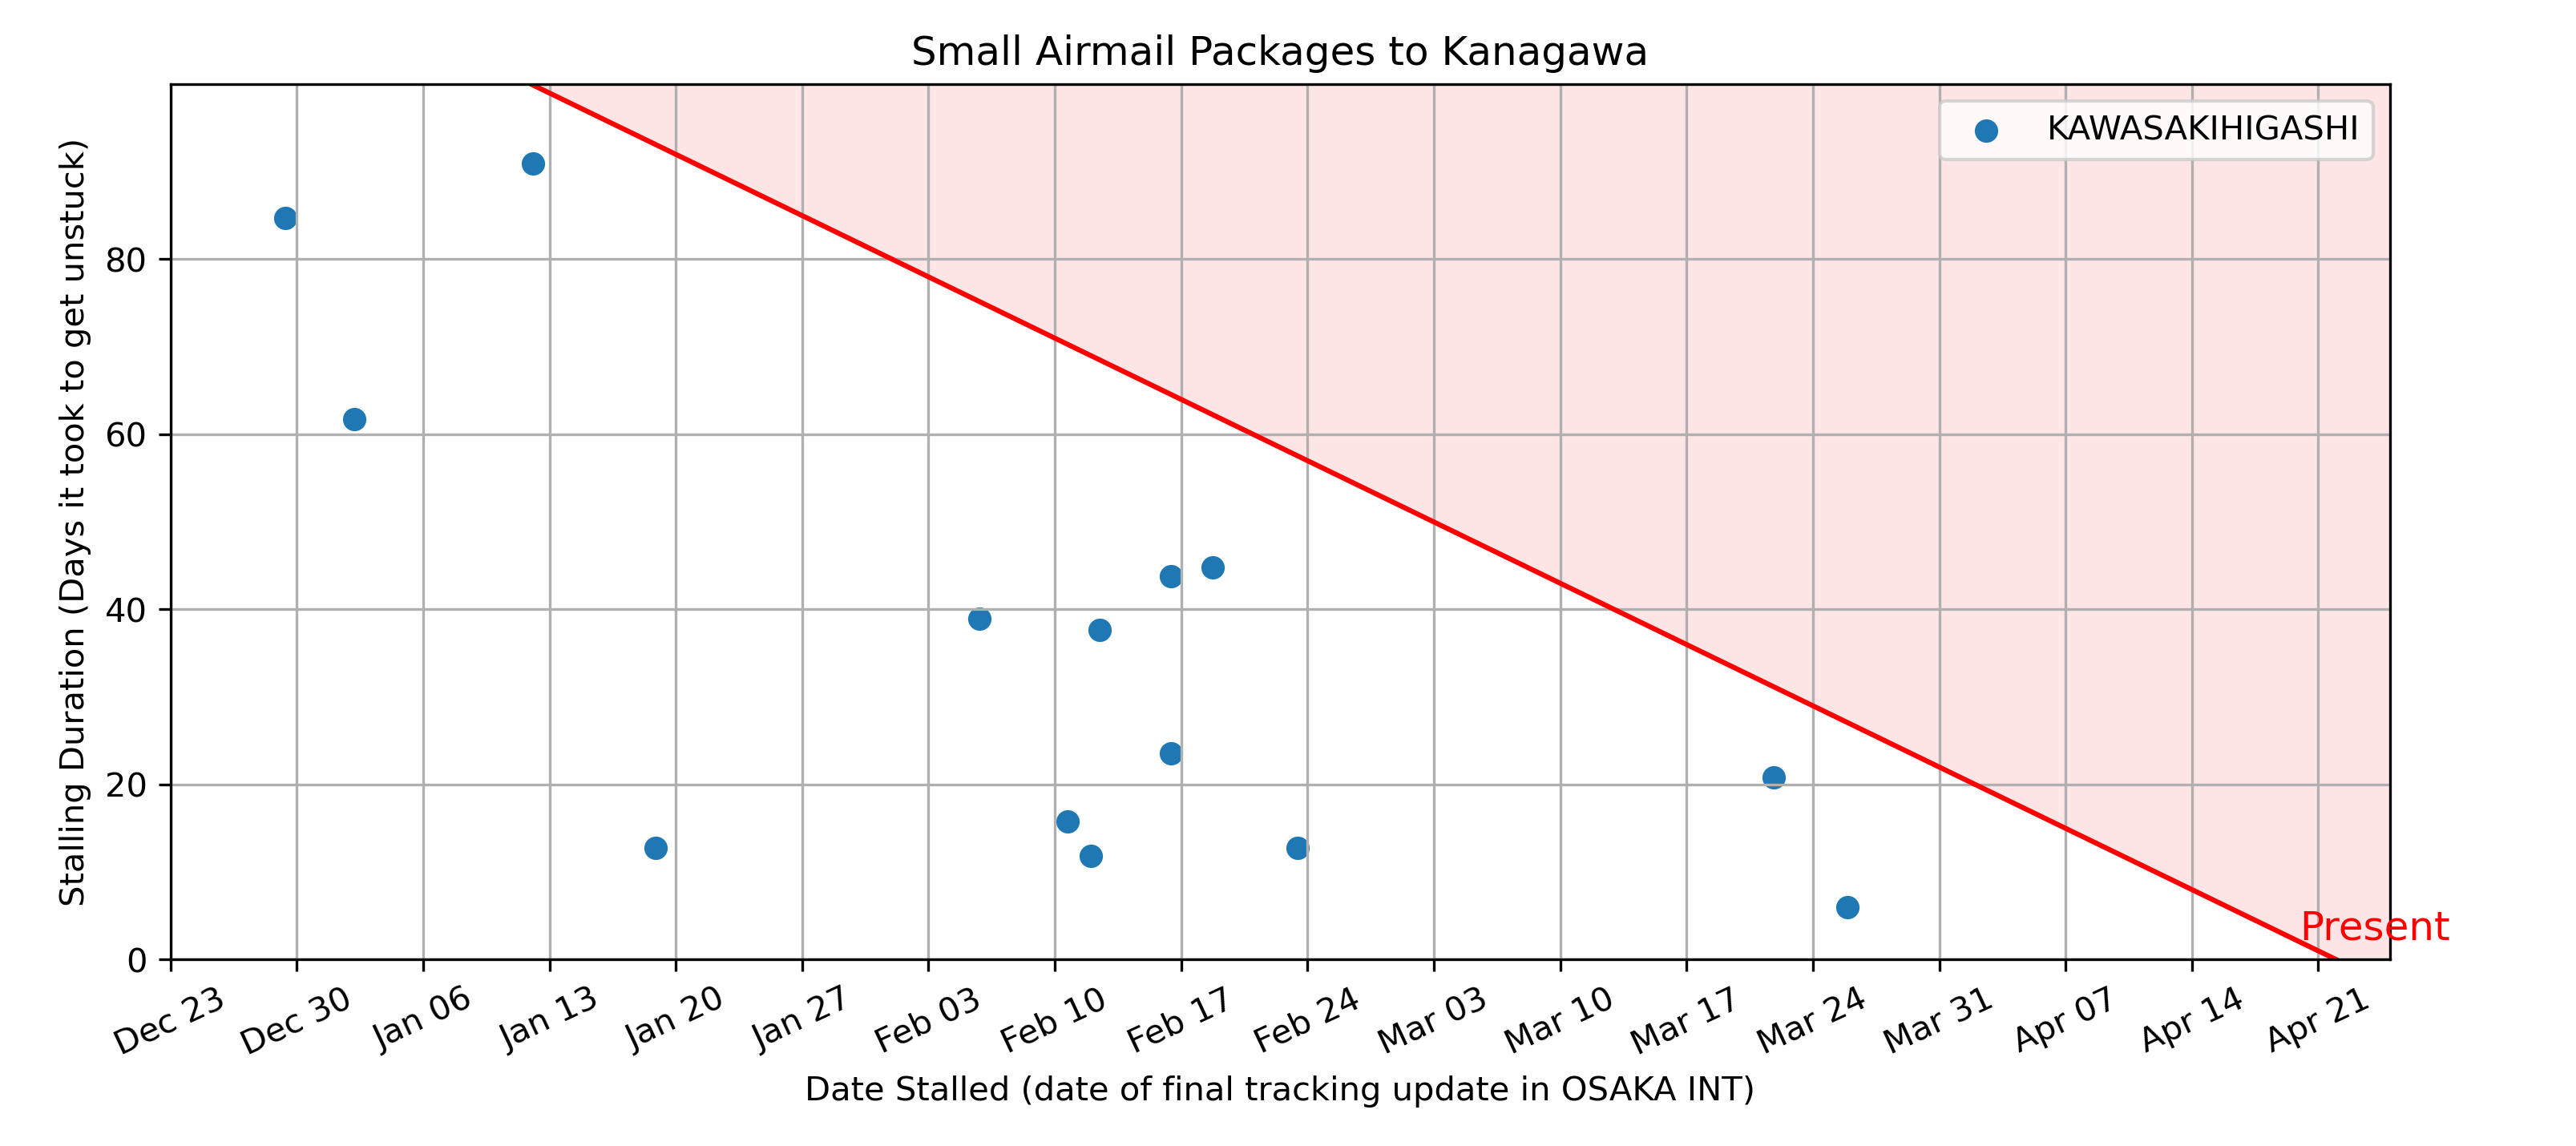 Small Airmail Packages to Kanagawa
KAWASAKIHIGASHI
Stalling Duration (Days it took to get unstuck)
80
60
40
20
0
Present
Dec 23
Dec 30
Jan 06
Jan 13
Jan 20
Jan 27
Feb 03
Feb 10
Feb 17
Feb 24
Mar 03
Mar 10
Mar 17
Mar 24
Mar 31
Apr 07
Apr 14
Apr 21
Date Stalled (date of final tracking update in OSAKA INT)